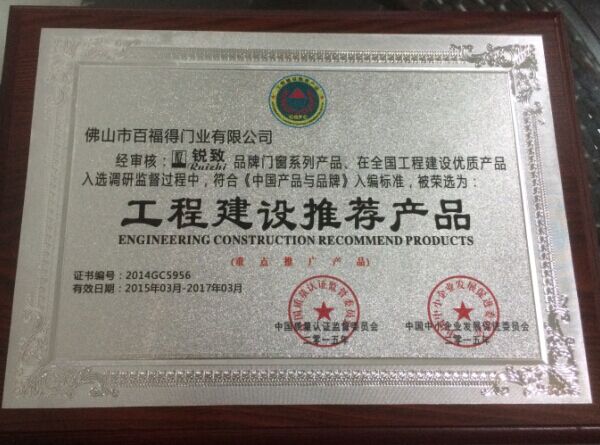 佛山市百福得门业有限公司
经审核：锐致 Ruizhi 品牌门窗系列产品、在全国工程建设优质产品
入选调研监督过程中，符合《中国产品与品牌》入编标准，被荣选为：
工程建设推荐产品
ENGINEERING CONSTRUCTION RECOMMEND PRODUCTS
（重点推广产品）
证书编号：2014GC5956
有效日期：2015年03月-2017年03月
中国质量认证监督委员会
二零一五年
中国中小企业发展促进委员会
二零一五年